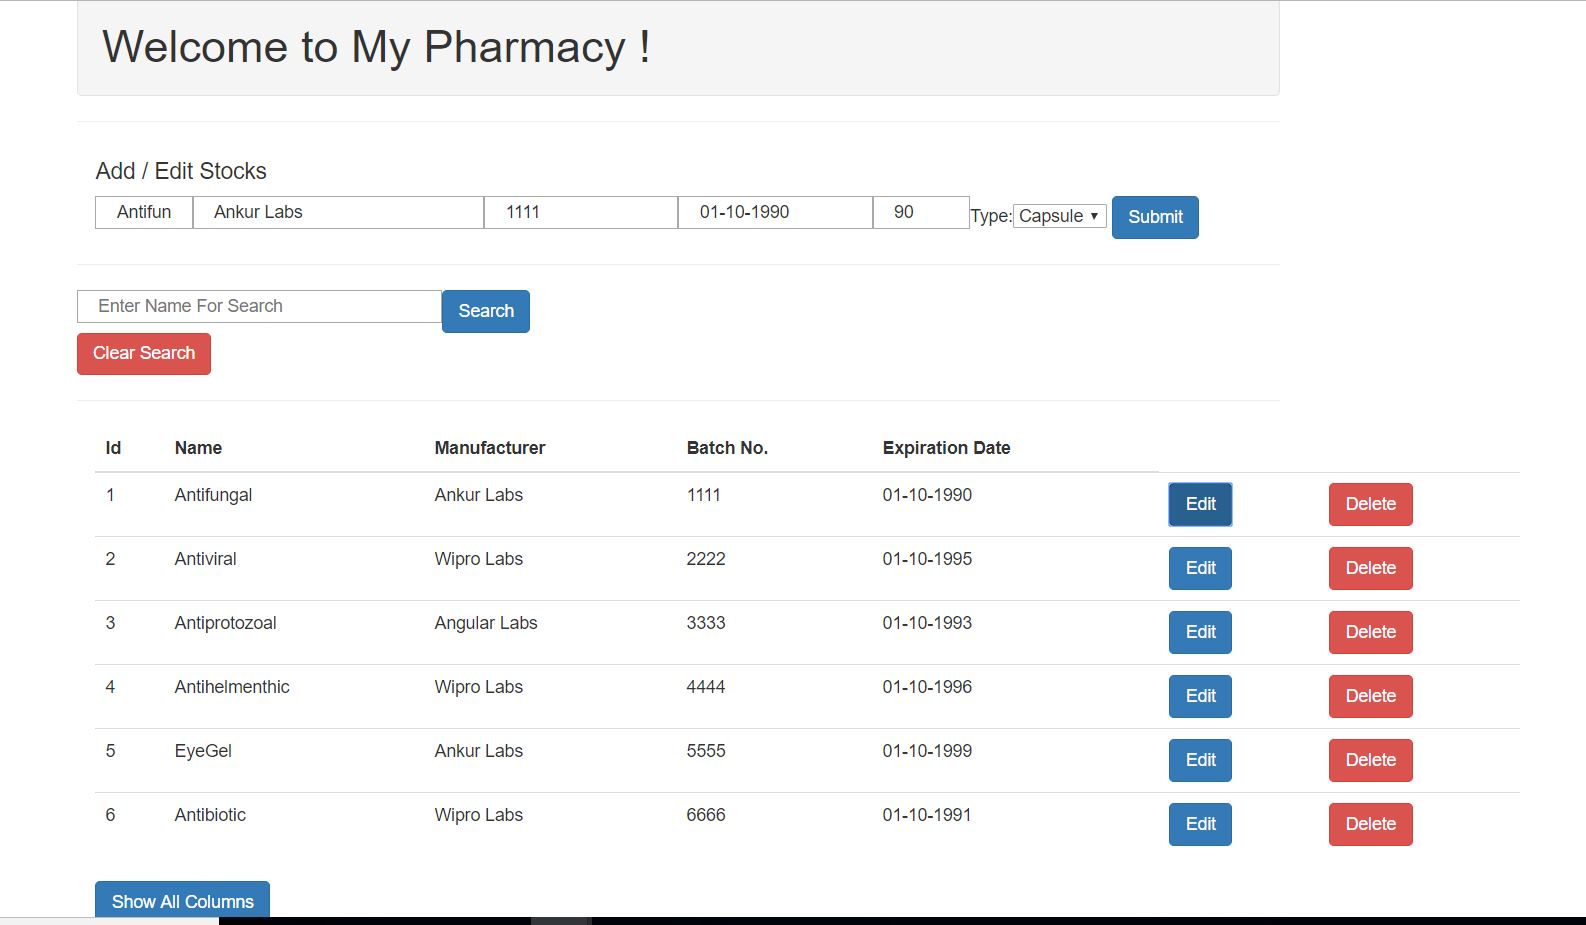 Welcome to My Pharmacy !
Add / Edit Stocks
Antifun Ankur Labs 1111 01-10-1990 90 Type: Capsule Submit
Enter Name For Search Search
Clear Search
Id Name Manufacturer Batch No. Expiration Date
1 Antifungal Ankur Labs 1111 01-10-1990 Edit Delete
2 Antiviral Wipro Labs 2222 01-10-1995 Edit Delete
3 Antiprotozoal Angular Labs 3333 01-10-1993 Edit Delete
4 Antihelmenthic Wipro Labs 4444 01-10-1996 Edit Delete
5 EyeGel Ankur Labs 5555 01-10-1999 Edit Delete
6 Antibiotic Wipro Labs 6666 01-10-1991 Edit Delete
Show All Columns